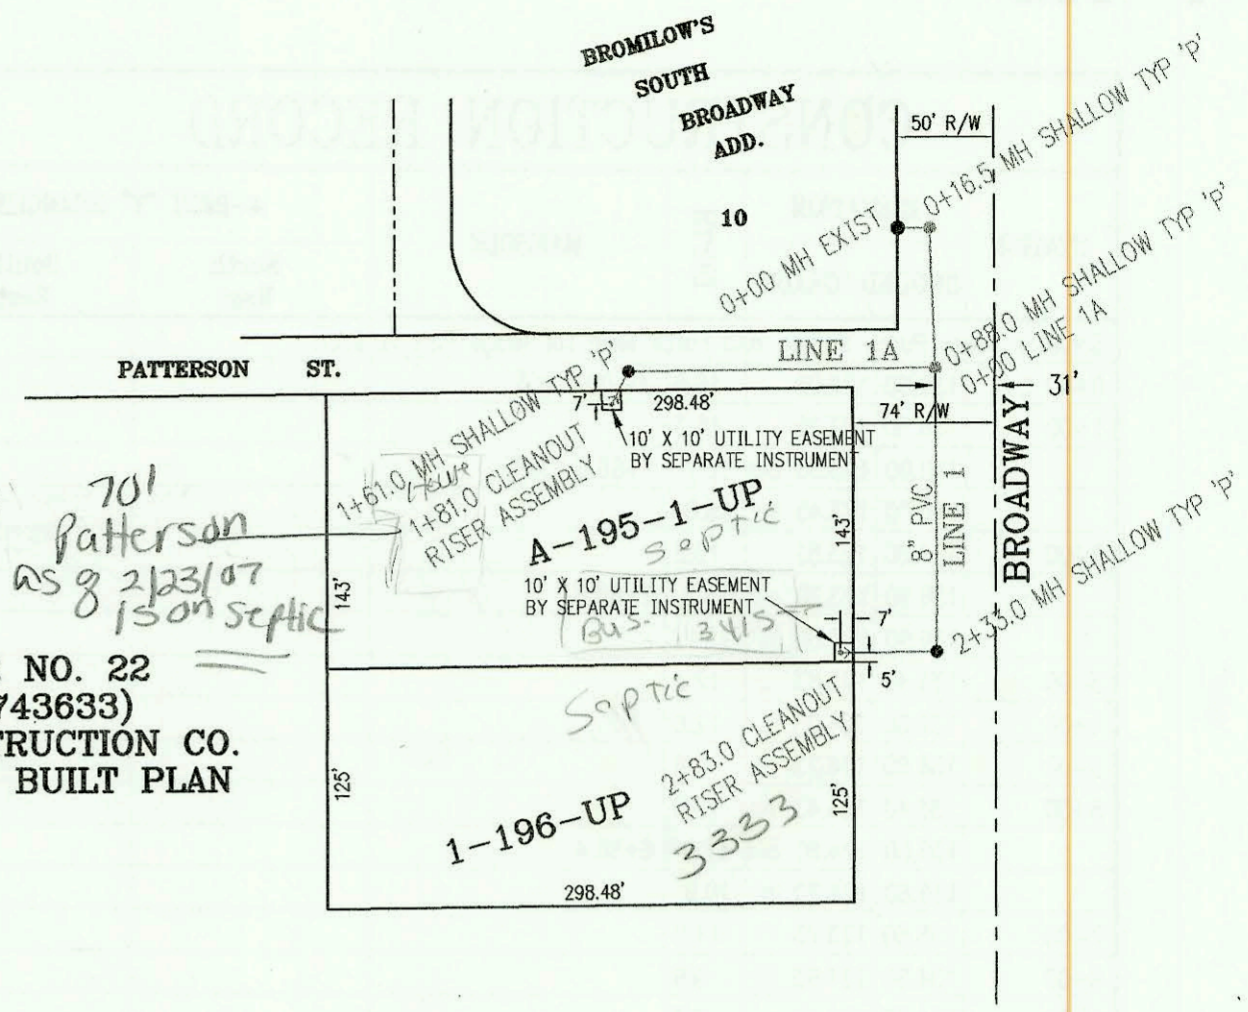 BROMILOW'S
SOUTH
BROADWAY
ADD.
10
50' R/W
0+16.5 MH SHALLOW TYP 'P'
0+00 MH EXIST
0+88.0 MH SHALLOW TYP 'P'
0+00 LINE 1A
LINE 1A
PATTERSON ST.
31'
7'
298.48'
74' R/W
10' X 10' UTILITY EASEMENT
BY SEPARATE INSTRUMENT
1+61.0 MH SHALLOW TYP 'P'
House
1+81.0 CLEANOUT
RISER ASSEMBLY
701
Patterson
as of 2/23/07
is on septic
A-195-1-UP
Septic
143'
143'
8" PVC
LINE 1
BROADWAY
10' X 10' UTILITY EASEMENT
BY SEPARATE INSTRUMENT
Bus. 3415
7'
2+33.0 MH SHALLOW TYP 'P'
5'
NO. 22
743633)
TRUCTION CO.
BUILT PLAN
Septic
2+83.0 CLEANOUT
RISER ASSEMBLY
125'
125'
1-196-UP
3333
298.48'